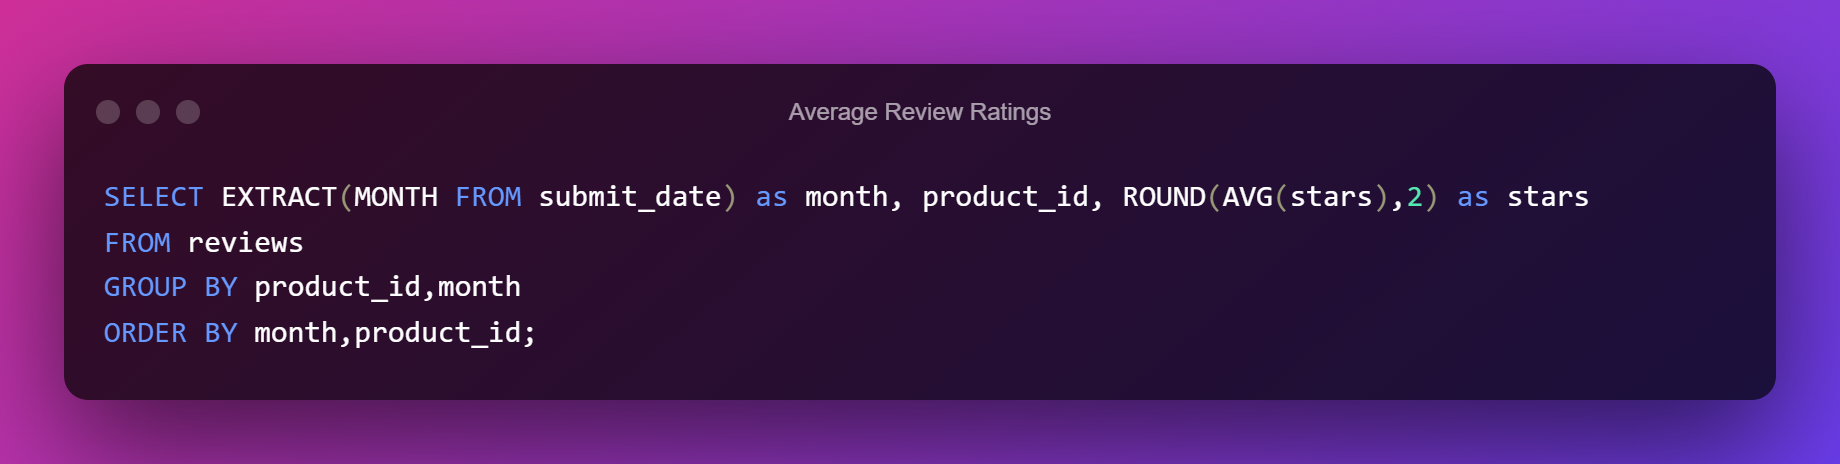 Average Review Ratings
SELECT EXTRACT(MONTH FROM submit_date) as month, product_id, ROUND(AVG(stars),2) as stars
FROM reviews
GROUP BY product_id,month
ORDER BY month,product_id;